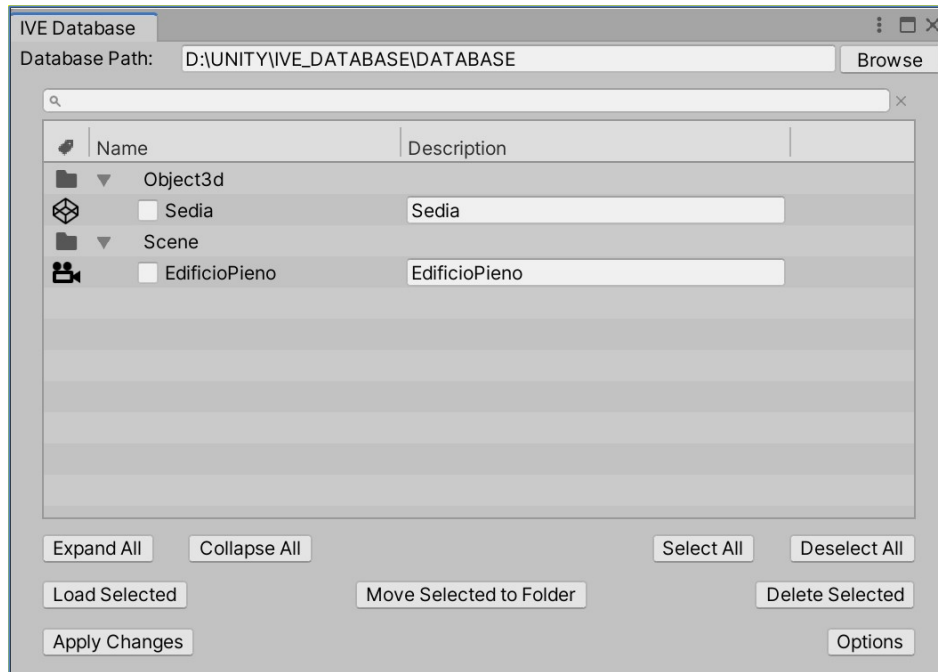 IVE Database
Database Path: D:\UNITY\IVE_DATABASE\DATABASE Browse
Name Description
Object3d
Sedia Sedia
Scene
EdificioPieno EdificioPieno
Expand All Collapse All Select All Deselect All
Load Selected Move Selected to Folder Delete Selected
Apply Changes Options